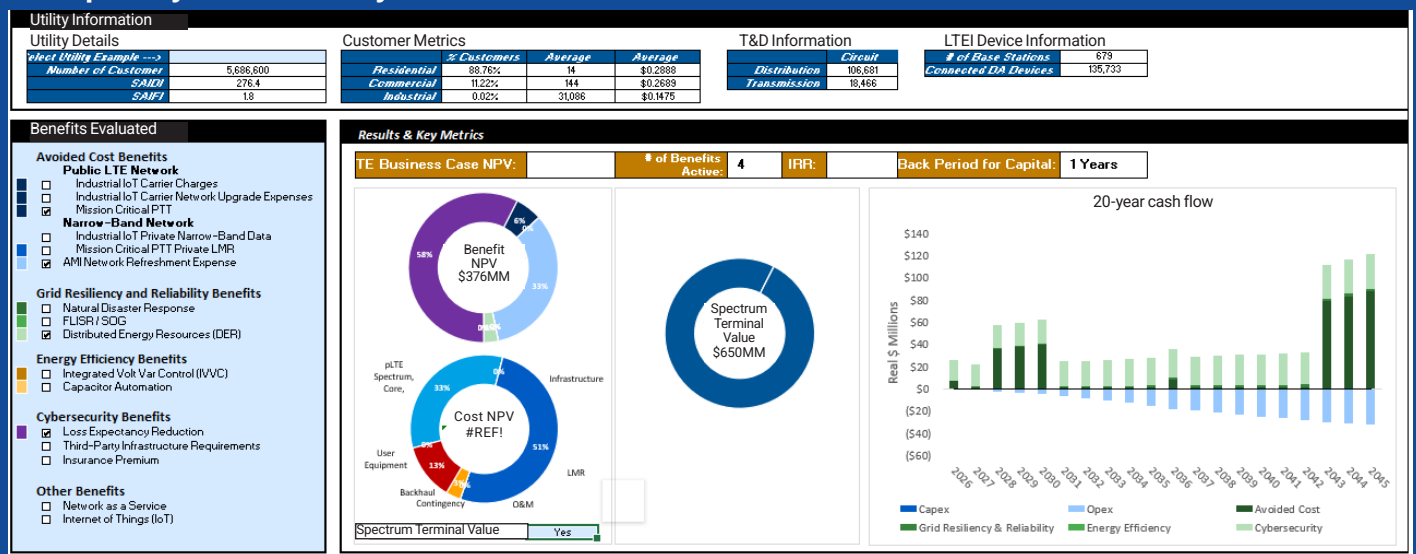 Utility Information
Utility Details
Select Utility Example --->
Number of Customer 5,686,600
SAIDI 276.4
SAIFI 1.8
Customer Metrics
% Customers Average Average
Residential 88.76% 14 $0.2888
Commercial 11.22% 144 $0.2689
Industrial 0.02% 31,086 $0.1475
T&D Information
Circuit
Distribution 106,681
Transmission 18,466
LTEI Device Information
# of Base Stations 679
Connected DA Devices 135,733
Benefits Evaluated
Avoided Cost Benefits
Public LTE Network
Industrial IoT Carrier Charges
Industrial IoT Carrier Network Upgrade Expenses
Mission Critical PTT
Narrow-Band Network
Industrial IoT Private Narrow-Band Data
Mission Critical PTT Private LMR
AMI Network Refreshment Expense
Grid Resiliency and Reliability Benefits
Natural Disaster Response
FLISR / SOG
Distributed Energy Resources (DER)
Energy Efficiency Benefits
Integrated Volt Var Control (IVVC)
Capacitor Automation
Cybersecurity Benefits
Loss Expectancy Reduction
Third-Party Infrastructure Requirements
Insurance Premium
Other Benefits
Network as a Service
Internet of Things (IoT)
Results & Key Metrics
TE Business Case NPV:
# of Benefits
Active:
4
IRR:
Back Period for Capital:
1 Years
6%
0%
58%
Benefit
NPV
$376MM
33%
pLTE
Spectrum,
Core,
0%
Infrastructure
33%
Cost NPV
#REF!
51%
User
Equipment
13%
LMR
Backhaul
Contingency
3%
O&M
Spectrum Terminal Value Yes
Spectrum
Terminal
Value
$650MM
20-year cash flow
Real $ Millions
$140
$120
$100
$80
$60
$40
$20
$0
($20)
($40)
($60)
2026 2027 2028 2029 2030 2031 2032 2033 2034 2035 2036 2037 2038 2039 2040 2041 2042 2043 2044 2045
Capex Opex Avoided Cost
Grid Resiliency & Reliability Energy Efficiency Cybersecurity